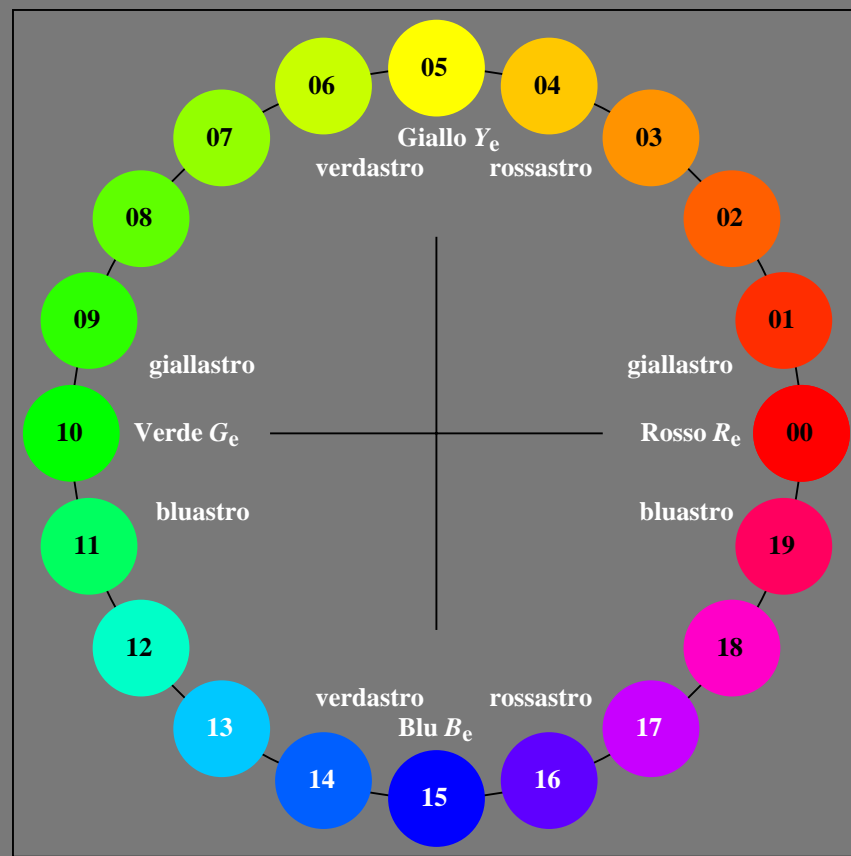 05
06
04
07
Giallo Ye
03
verdastro
rossastro
08
02
09
01
giallastro
giallastro
10
Verde Ge
Rosso Re
00
bluastro
bluastro
11
19
12
18
verdastro
rossastro
13
Blu Be
17
14
16
15